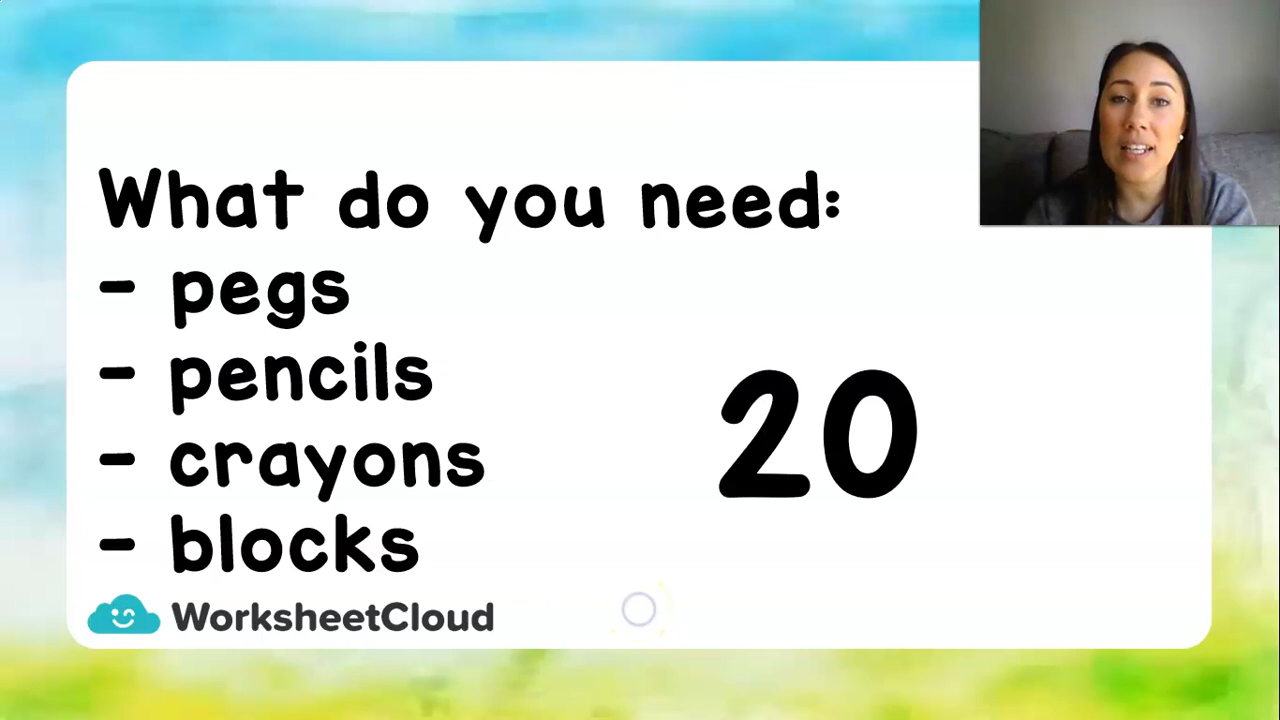 What do you need:
- pegs
- pencils
- crayons
- blocks
20
WorksheetCloud